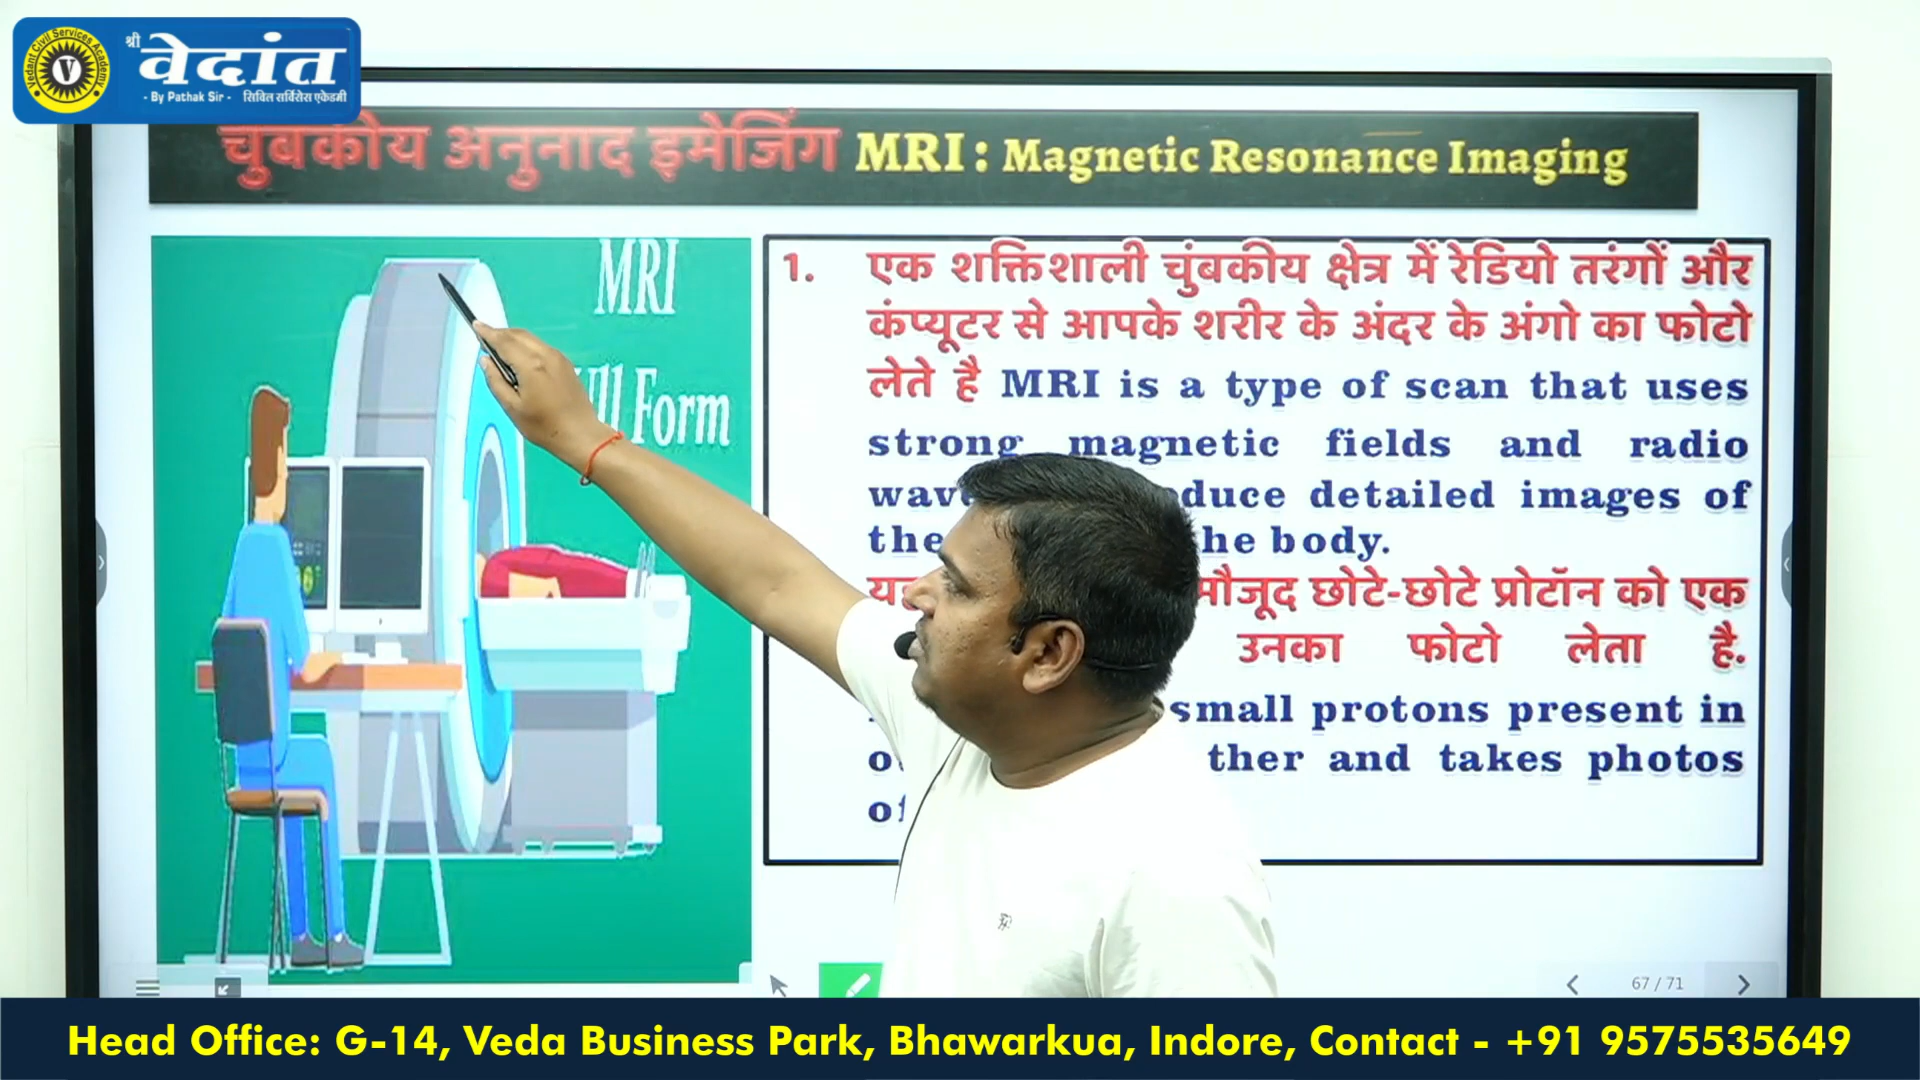 श्री वेदांत
- By Pathak Sir - सिविल सर्विसेस एकेडमी
Vedant Civil Services Academy
V
चुंबकीय अनुनाद इमेजिंग MRI : Magnetic Resonance Imaging
MRI
Form
1. एक शक्तिशाली चुंबकीय क्षेत्र में रेडियो तरंगों और
कंप्यूटर से आपके शरीर के अंदर के अंगो का फोटो
लेते है MRI is a type of scan that uses
strong magnetic fields and radio
detailed images of
the body.
मौजूद छोटे-छोटे प्रोटॉन को एक
उनका फोटो लेता है.
small protons present in
and takes photos
67 / 71
Head Office: G-14, Veda Business Park, Bhawarkua, Indore, Contact - +91 9575535649